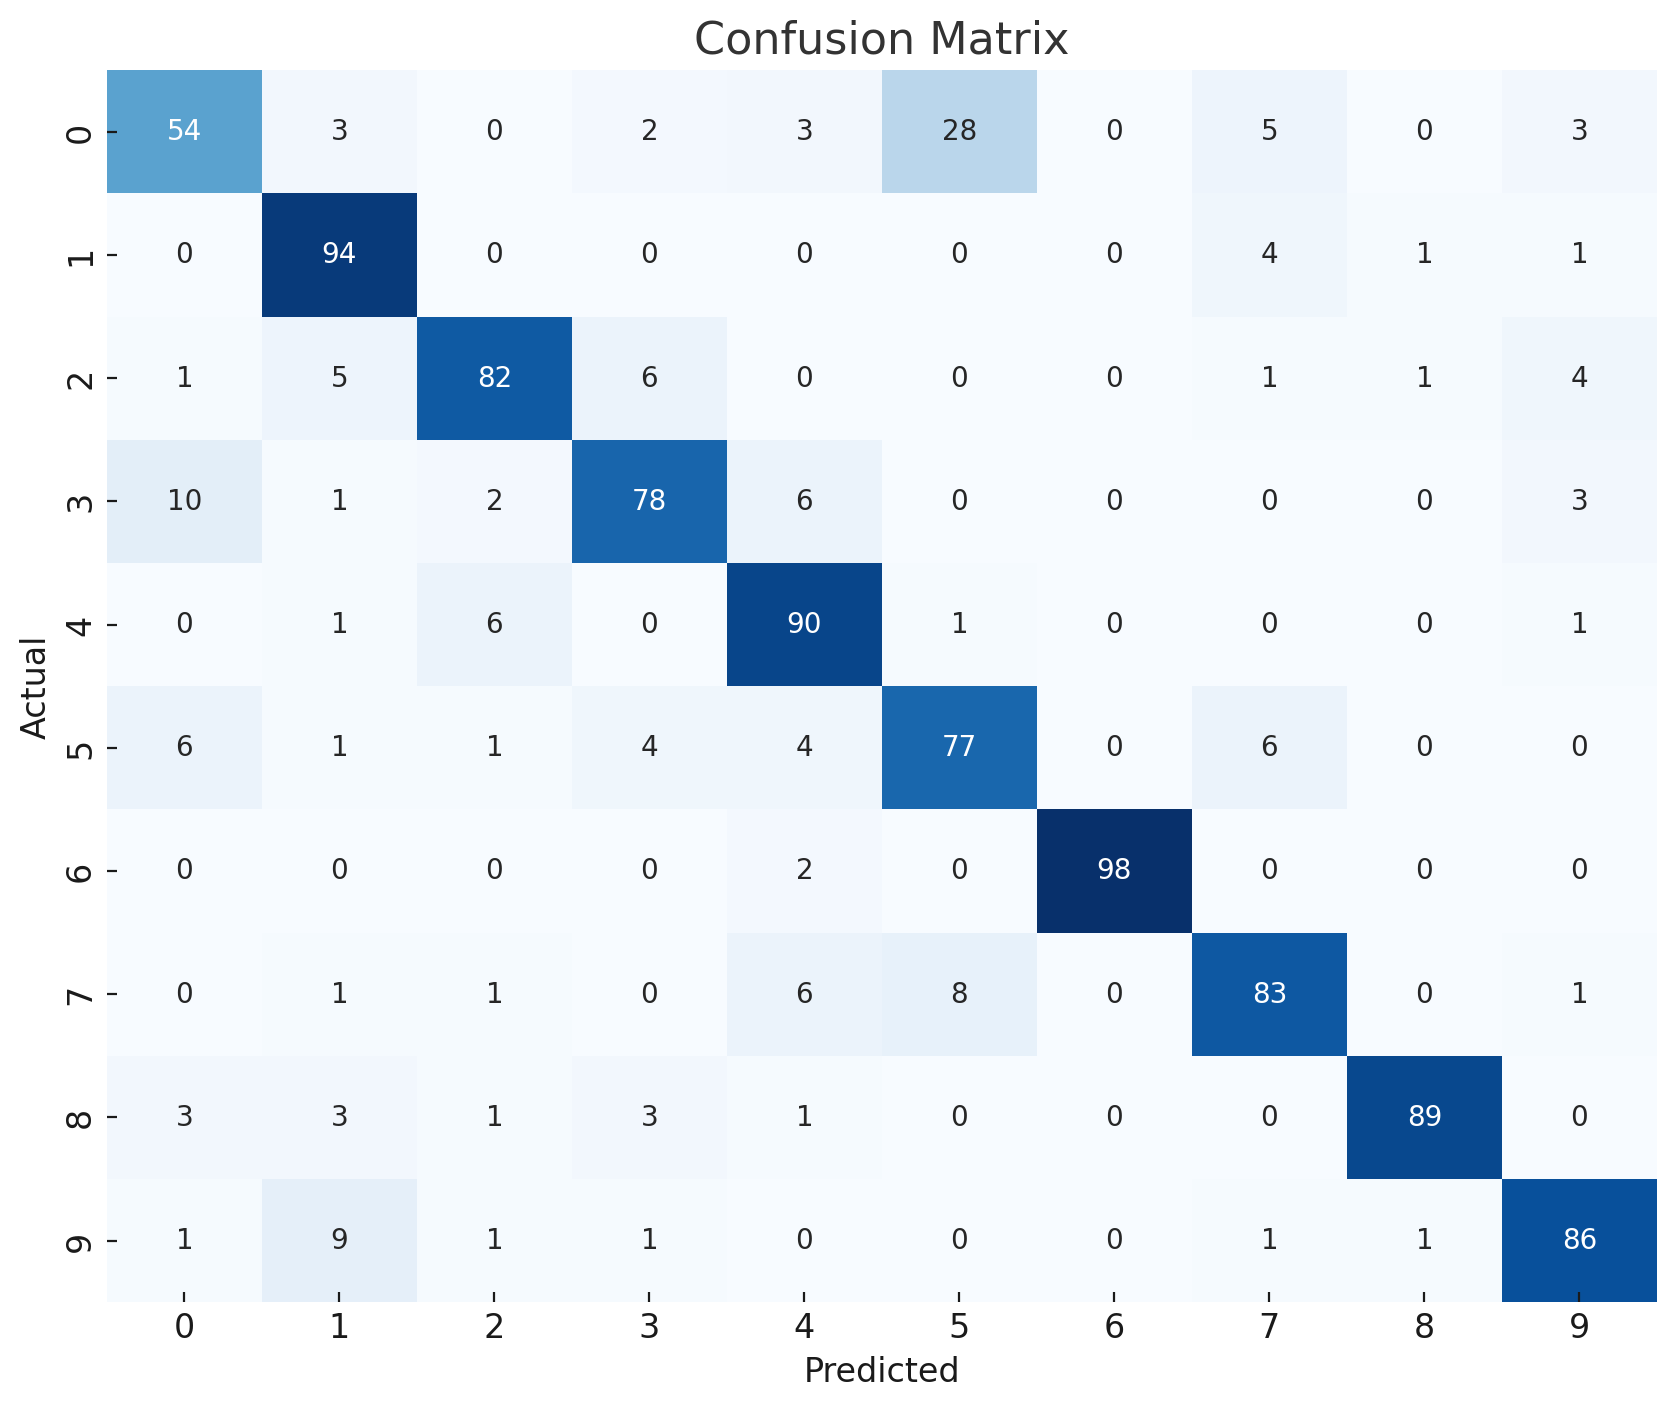 Confusion Matrix
0 54 3 0 2 3 28 0 5 0 3
1 0 94 0 0 0 0 0 4 1 1
2 1 5 82 6 0 0 0 1 1 4
3 10 1 2 78 6 0 0 0 0 3
4 0 1 6 0 90 1 0 0 0 1
Actual
5 6 1 1 4 4 77 0 6 0 0
6 0 0 0 0 2 0 98 0 0 0
7 0 1 1 0 6 8 0 83 0 1
8 3 3 1 3 1 0 0 0 89 0
9 1 9 1 1 0 0 0 1 1 86
0 1 2 3 4 5 6 7 8 9
Predicted